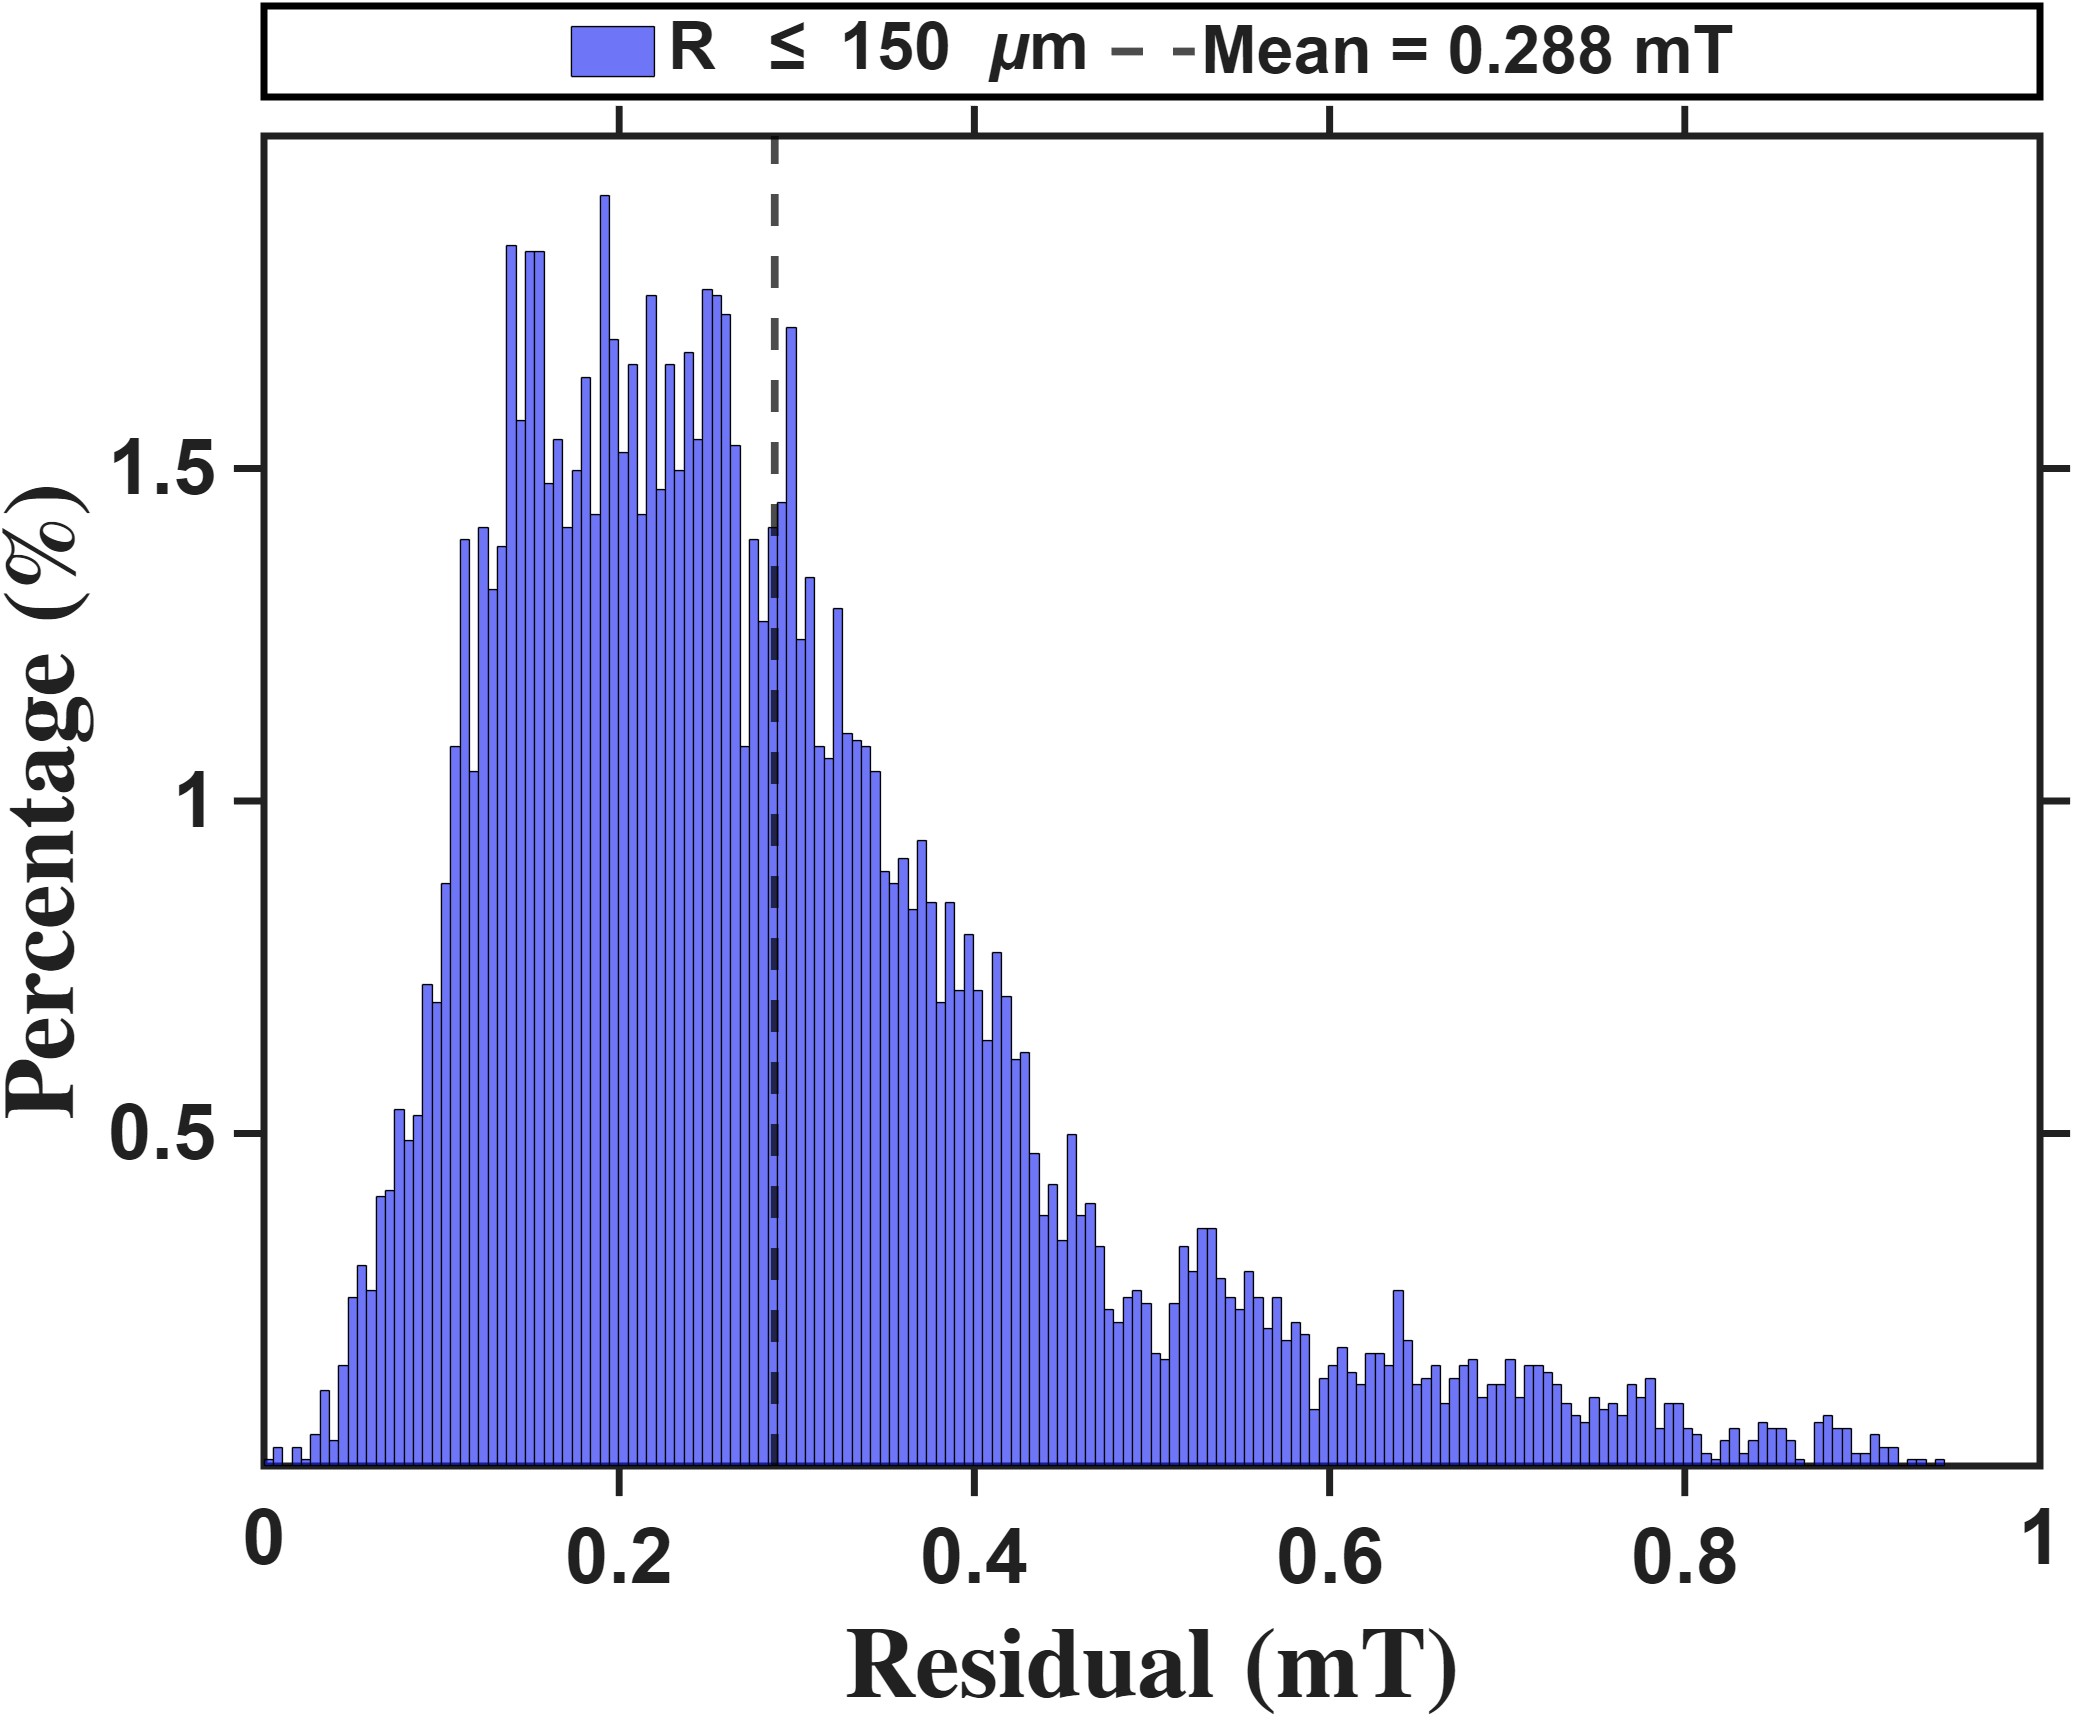 R ≤ 150 μm Mean = 0.288 mT
Percentage (%)
1.5
1
0.5
0 0.2 0.4 0.6 0.8 1
Residual (mT)